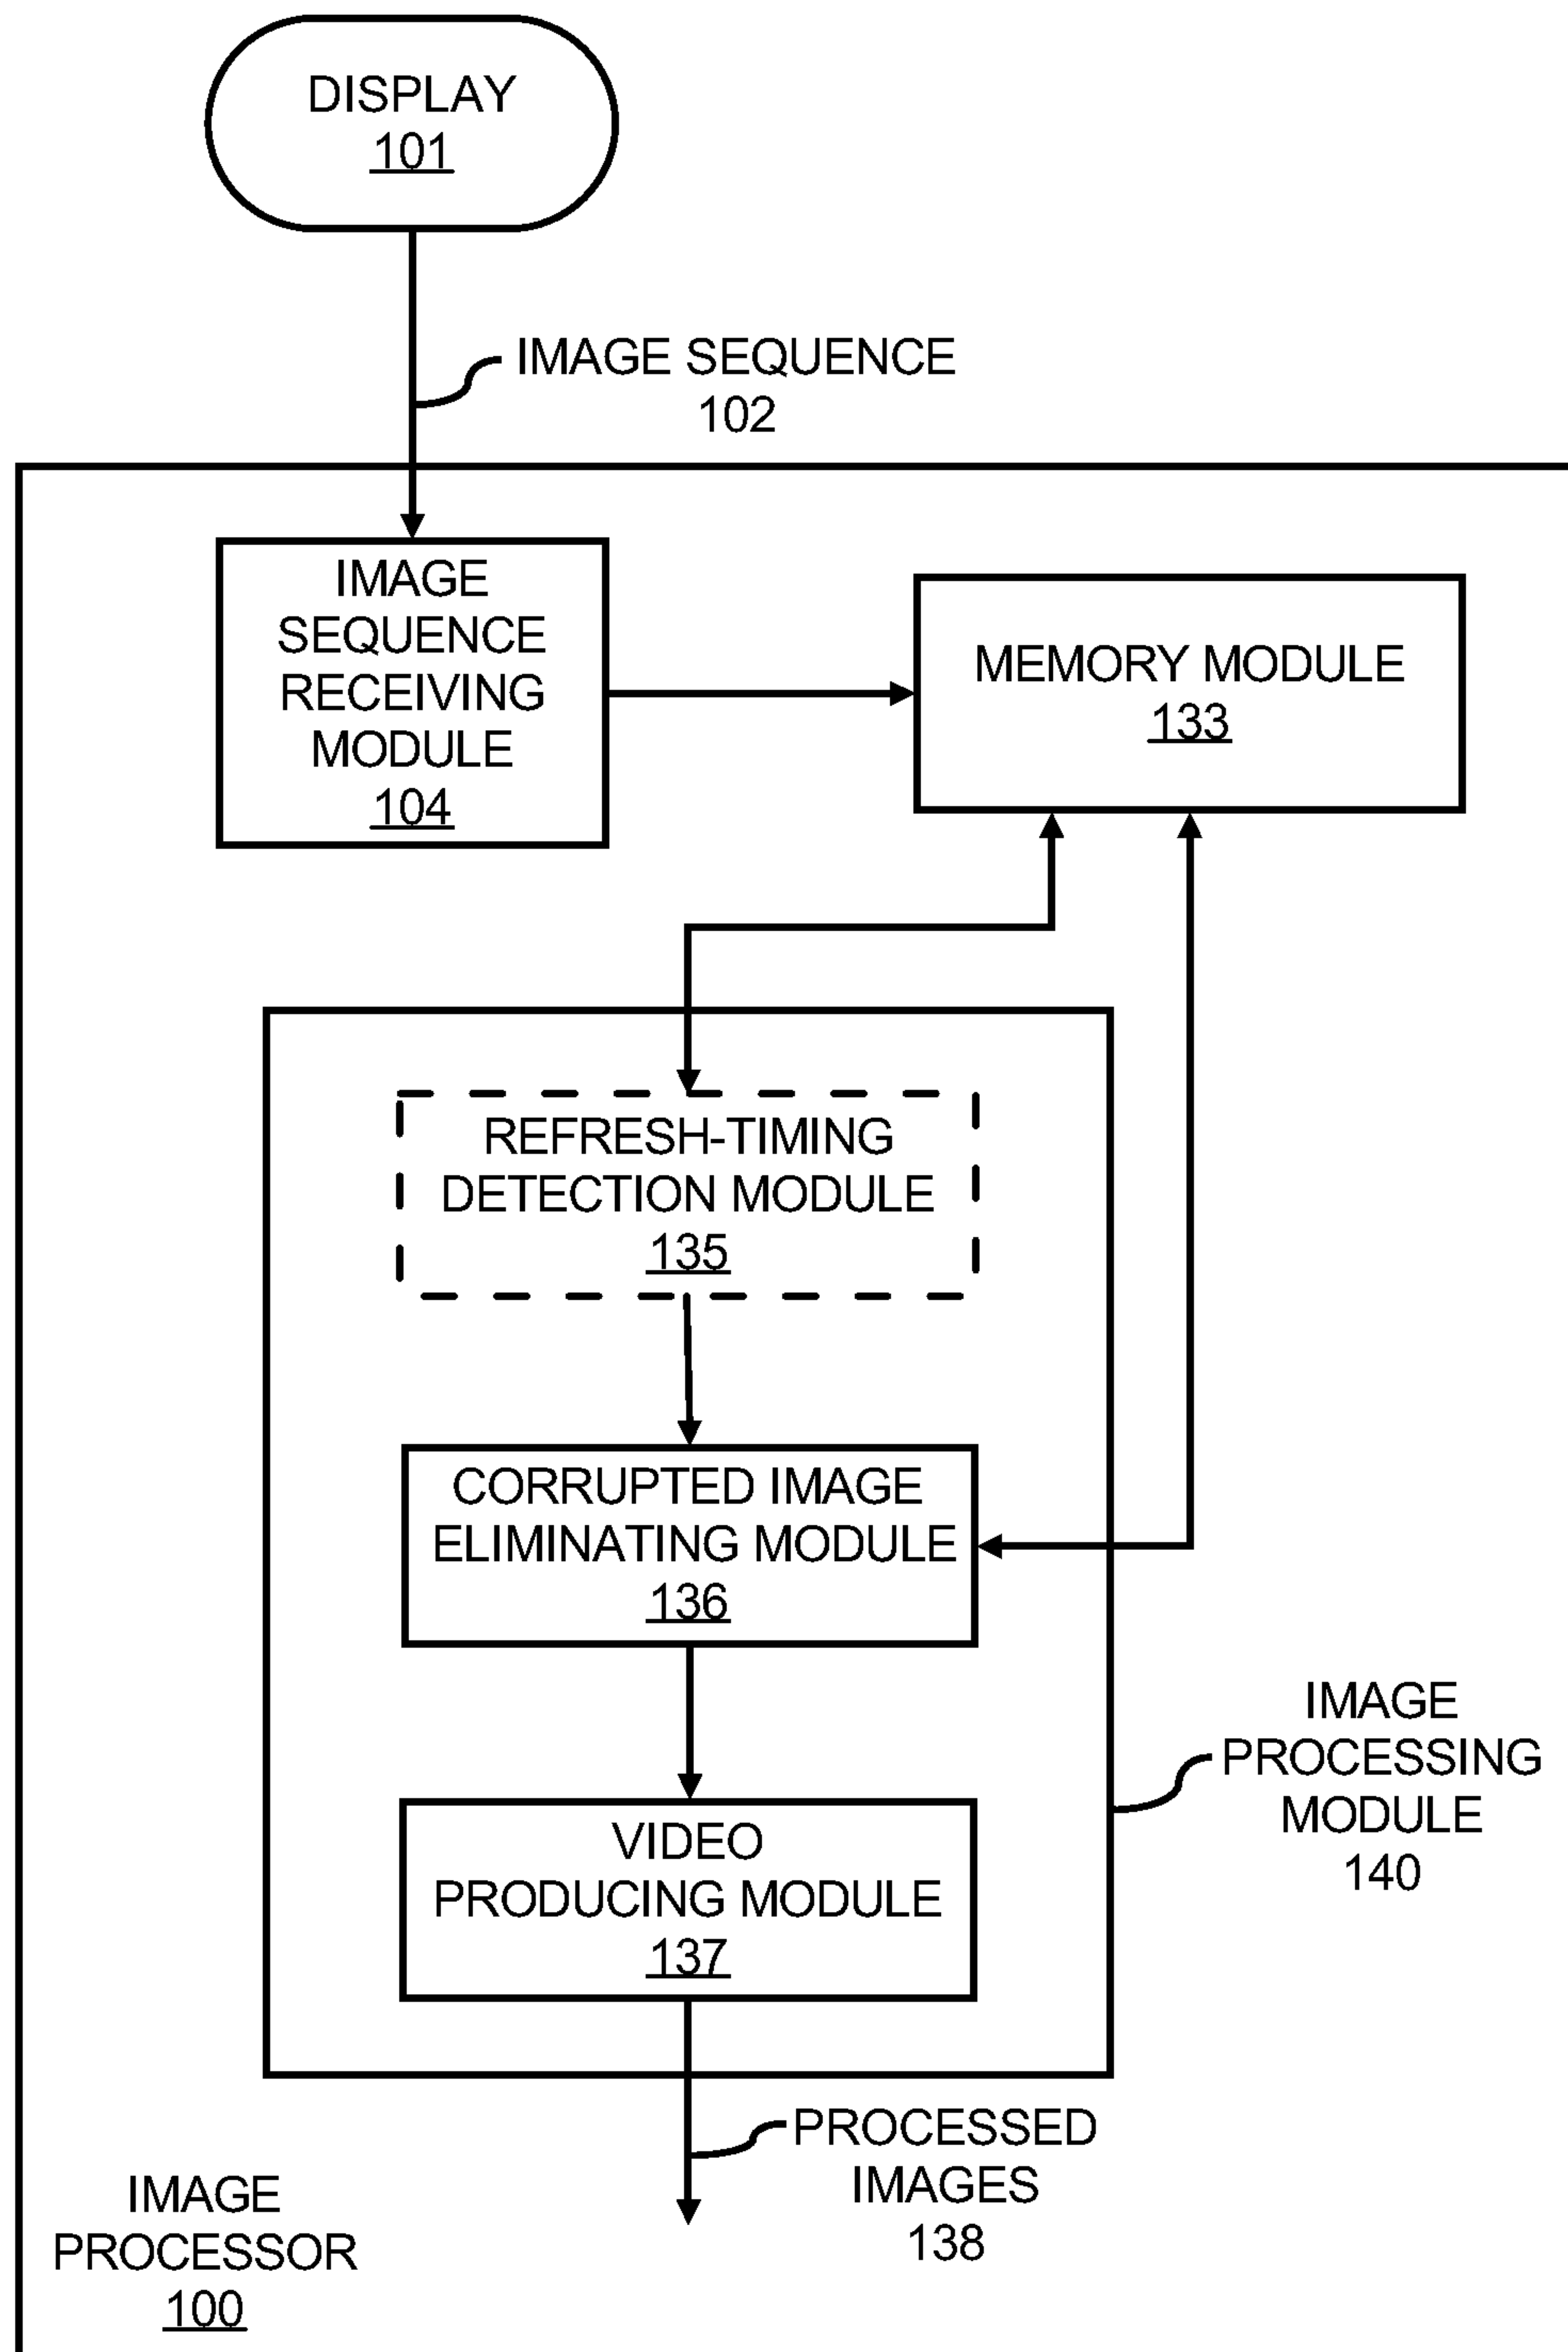 DISPLAY
101
IMAGE SEQUENCE
102
IMAGE
SEQUENCE
RECEIVING
MODULE
104
MEMORY MODULE
133
REFRESH-TIMING
DETECTION MODULE
135
CORRUPTED IMAGE
ELIMINATING MODULE
136
IMAGE
PROCESSING
MODULE
140
VIDEO
PRODUCING MODULE
137
PROCESSED
IMAGES
138
IMAGE
PROCESSOR
100